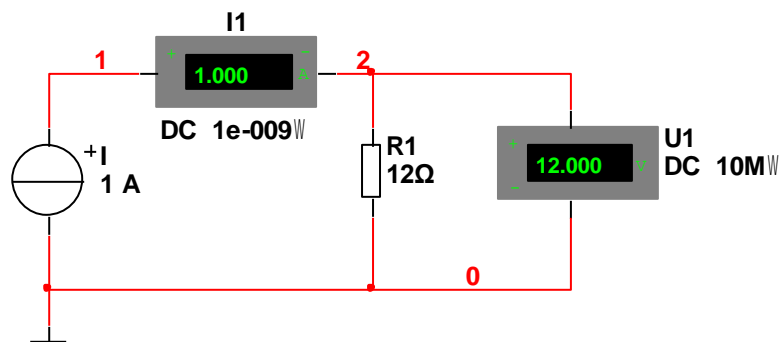 I1
1
+ -
1.000 A
2
DC 1e-009W
+I
1 A
R1
12Ω
+
12.000 V
-
U1
DC 10MW
0